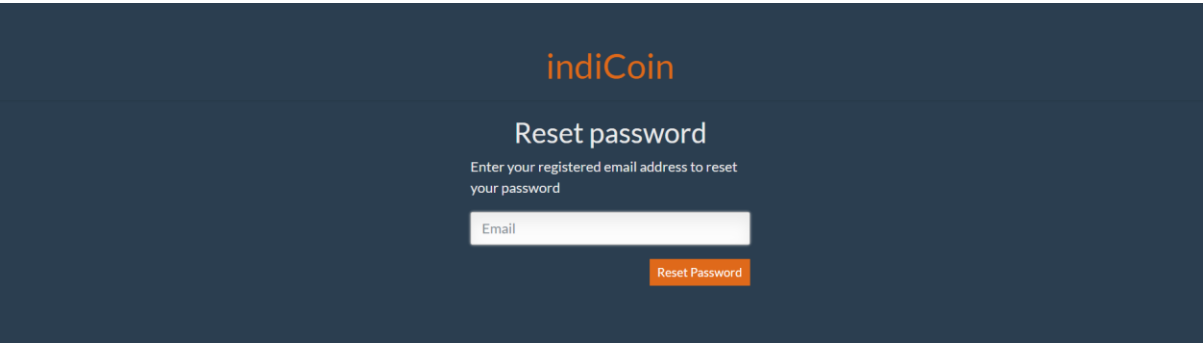 indiCoin
Reset password
Enter your registered email address to reset
your password
Email
Reset Password